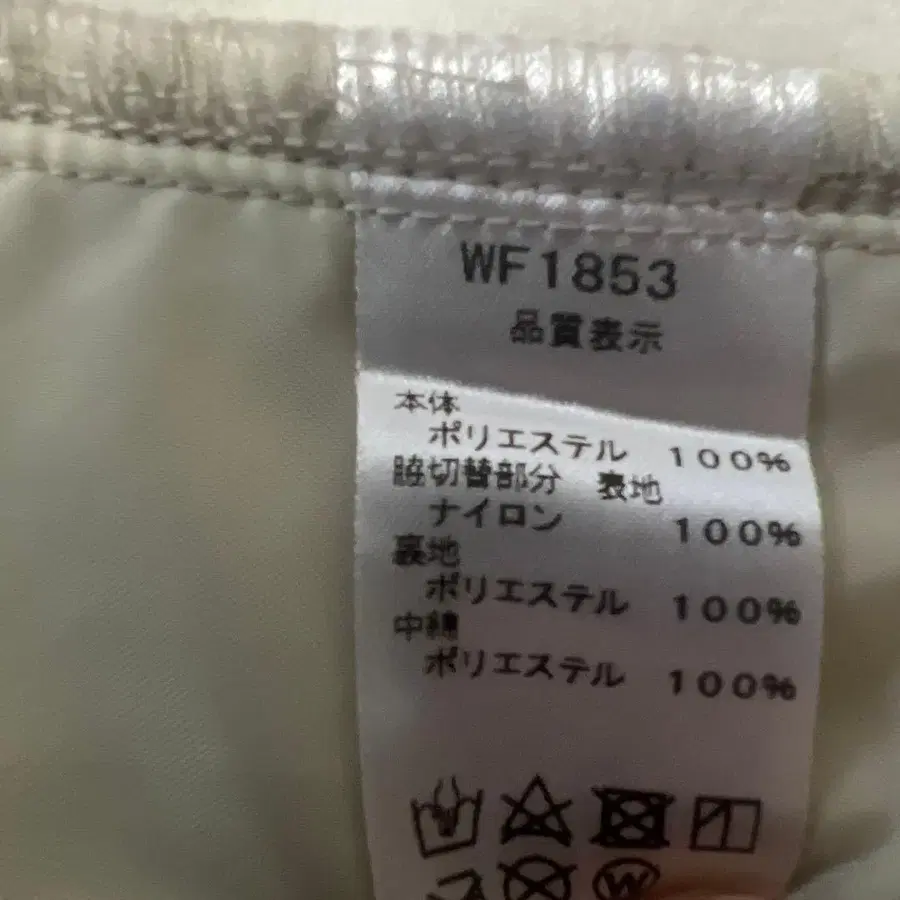 WF1853
品質表示
本体
ポリエステル 100%
脇切替部分 表地
ナイロン 100%
裏地
ポリエステル 100%
中綿
ポリエステル 100%
W